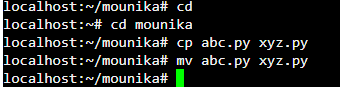 localhost:~/mounika# cd
localhost:~# cd mounika
localhost:~/mounika# cp abc.py xyz.py
localhost:~/mounika# mv abc.py xyz.py
localhost:~/mounika#